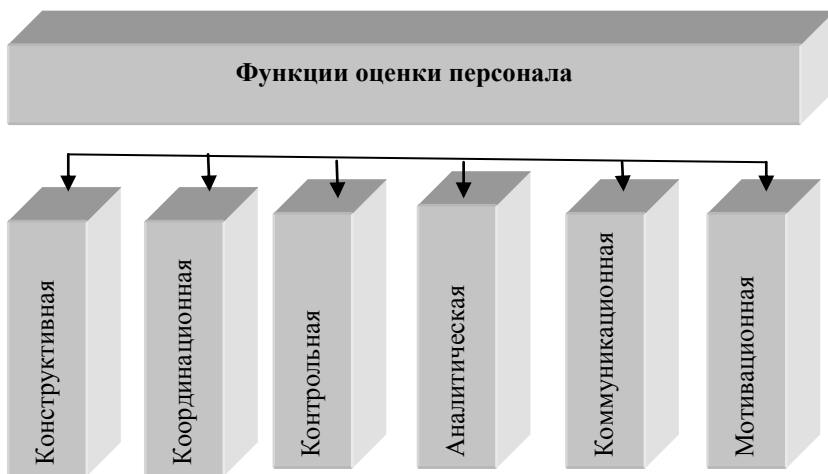 Функции оценки персонала
Конструктивная
Координационная
Контрольная
Аналитическая
Коммуникационная
Мотивационная